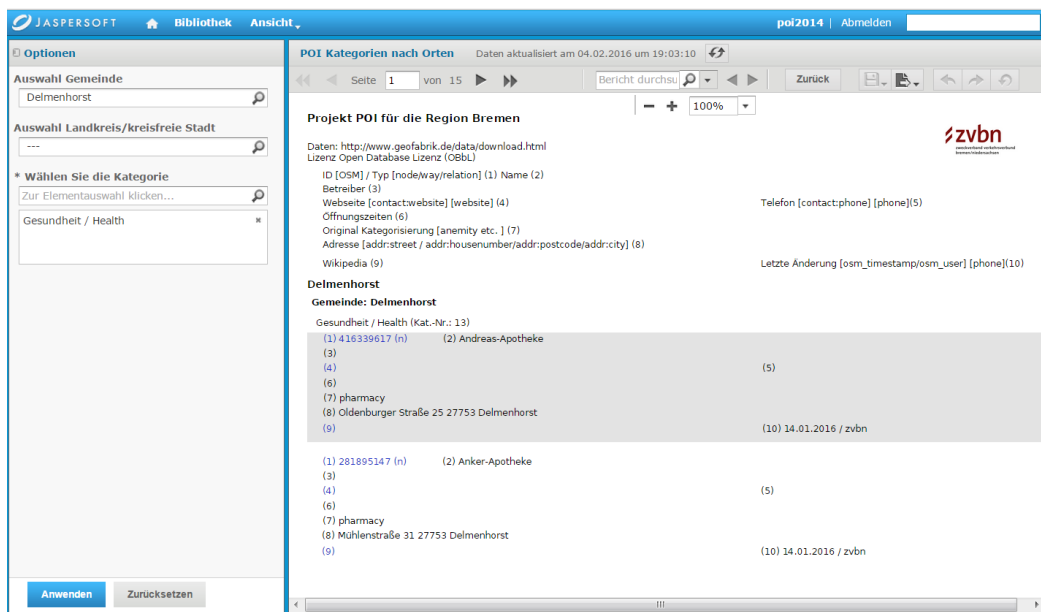 JASPERSOFT Bibliothek Ansicht poi2014 | Abmelden
Optionen
Auswahl Gemeinde
Delmenhorst
Auswahl Landkreis/kreisfreie Stadt
---
* Wählen Sie die Kategorie
Zur Elementauswahl klicken...
Gesundheit / Health
Anwenden Zurücksetzen
POI Kategorien nach Orten Daten aktualisiert am 04.02.2016 um 19:03:10
Seite 1 von 15 Bericht durchsu Zurück
100%
Projekt POI für die Region Bremen
zvbn
zweckverband verkehrsverbund
bremen/niedersachsen
Daten: http://www.geofabrik.de/data/download.html
Lizenz Open Database Lizenz (OBbL)
ID [OSM] / Typ [node/way/relation] (1) Name (2)
Betreiber (3)
Webseite [contact:website] [website] (4) Telefon [contact:phone] [phone](5)
Öffnungszeiten (6)
Original Kategorisierung [anemity etc. ] (7)
Adresse [addr:street / addr:housenumber/addr:postcode/addr:city] (8)
Wikipedia (9) Letzte Änderung [osm_timestamp/osm_user] [phone](10)
Delmenhorst
Gemeinde: Delmenhorst
Gesundheit / Health (Kat.-Nr.: 13)
(1) 416339617 (n) (2) Andreas-Apotheke
(3)
(4) (5)
(6)
(7) pharmacy
(8) Oldenburger Straße 25 27753 Delmenhorst
(9) (10) 14.01.2016 / zvbn
(1) 281895147 (n) (2) Anker-Apotheke
(3)
(4) (5)
(6)
(7) pharmacy
(8) Mühlenstraße 31 27753 Delmenhorst
(9) (10) 14.01.2016 / zvbn